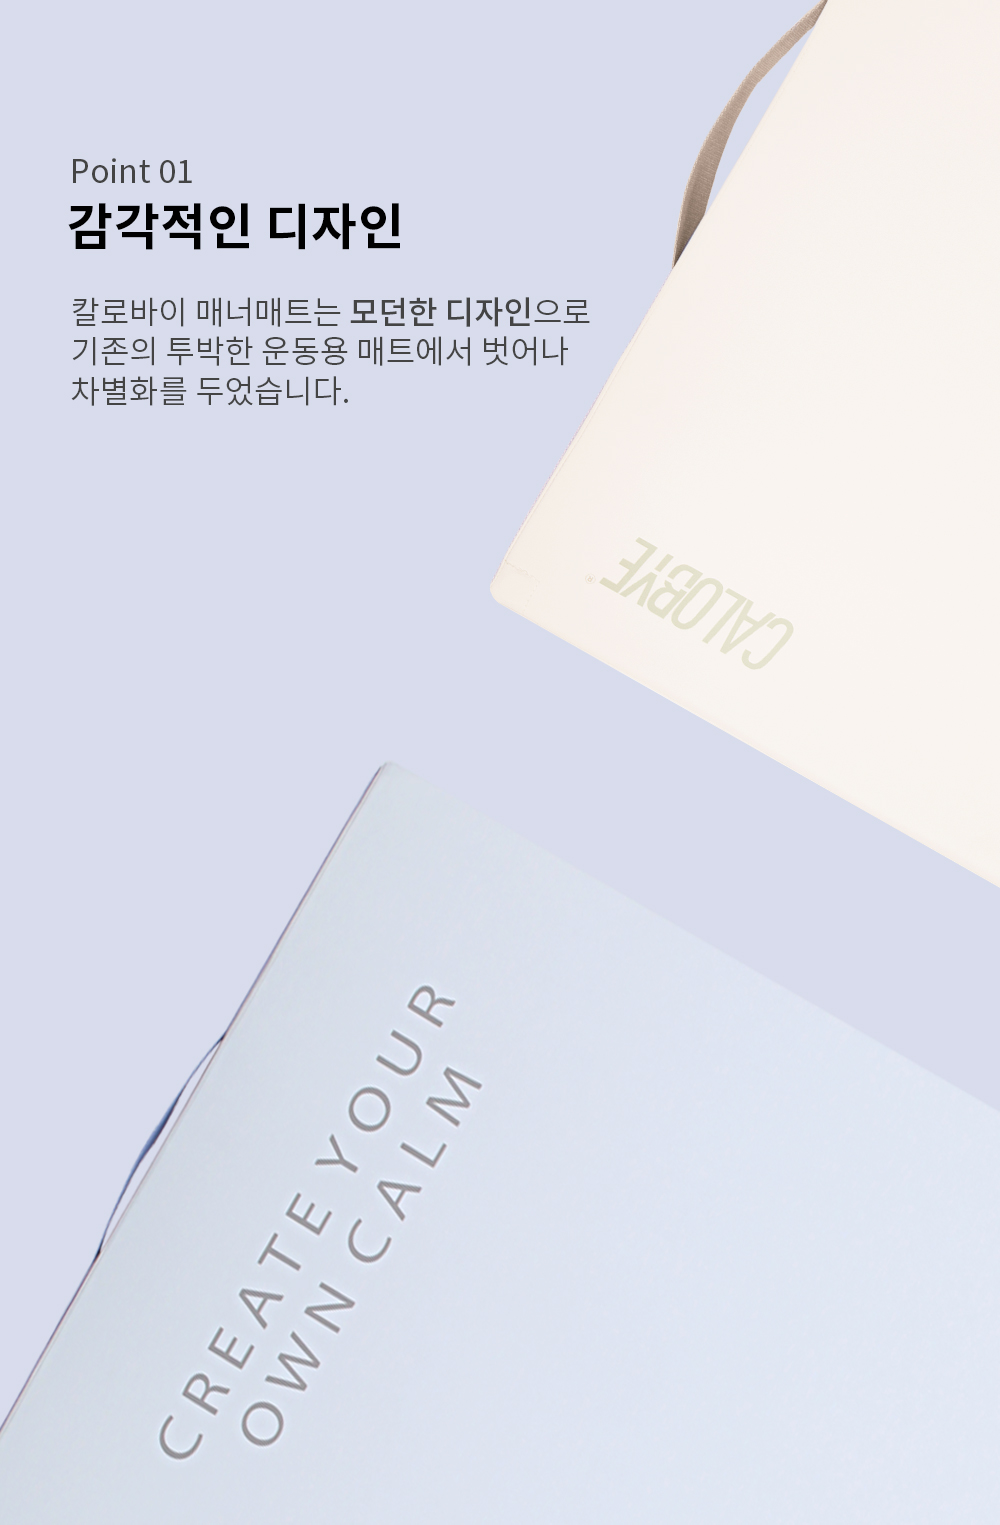 Point 01
감각적인 디자인
칼로바이 매너매트는 모던한 디자인으로
기존의 투박한 운동용 매트에서 벗어나
차별화를 두었습니다.
CALOBYE
CREATE YOUR
OWN CALM